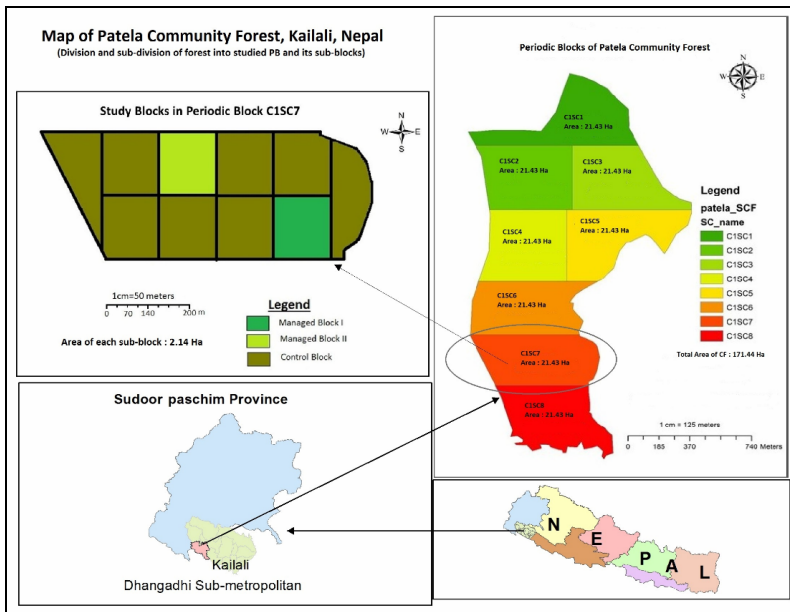 Map of Patela Community Forest, Kailali, Nepal
(Division and sub-division of forest into studied PB and its sub-blocks)
Study Blocks in Periodic Block C1SC7
N
W E
S
1cm=50 meters
0 70 140 200 m
Area of each sub-block : 2.14 Ha
Legend
Managed Block I
Managed Block II
Control Block
Periodic Blocks of Patela Community Forest
N
W E
S
C1SC1
Area : 21.43 Ha
C1SC2
Area : 21.43 Ha
C1SC3
Area : 21.43 Ha
C1SC4
Area : 21.43 Ha
C1SC5
Area : 21.43 Ha
C1SC6
Area : 21.43 Ha
C1SC7
Area : 21.43 Ha
C1SC8
Area : 21.43 Ha
Legend
patela_SCF
SC_name
C1SC1
C1SC2
C1SC3
C1SC4
C1SC5
C1SC6
C1SC7
C1SC8
Total Area of CF : 171.44 Ha
1 cm = 125 meters
0 185 370 740 Meters
Sudoor paschim Province
Kailali
Dhangadhi Sub-metropolitan
N E P A L